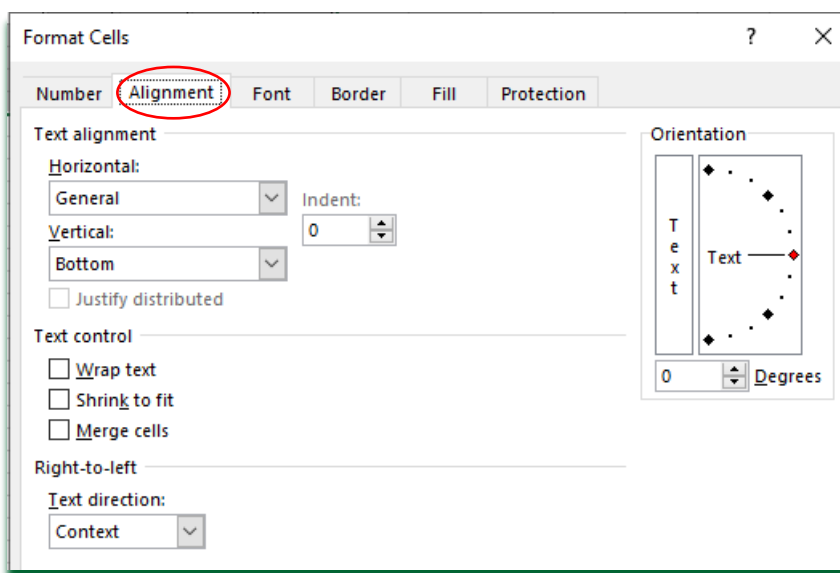 Format Cells ?
Number Alignment Font Border Fill Protection
Text alignment
Horizontal:
General
Indent:
0
Vertical:
Bottom
Justify distributed
Text control
Wrap text
Shrink to fit
Merge cells
Right-to-left
Text direction:
Context
Orientation
Text
Text
0 Degrees